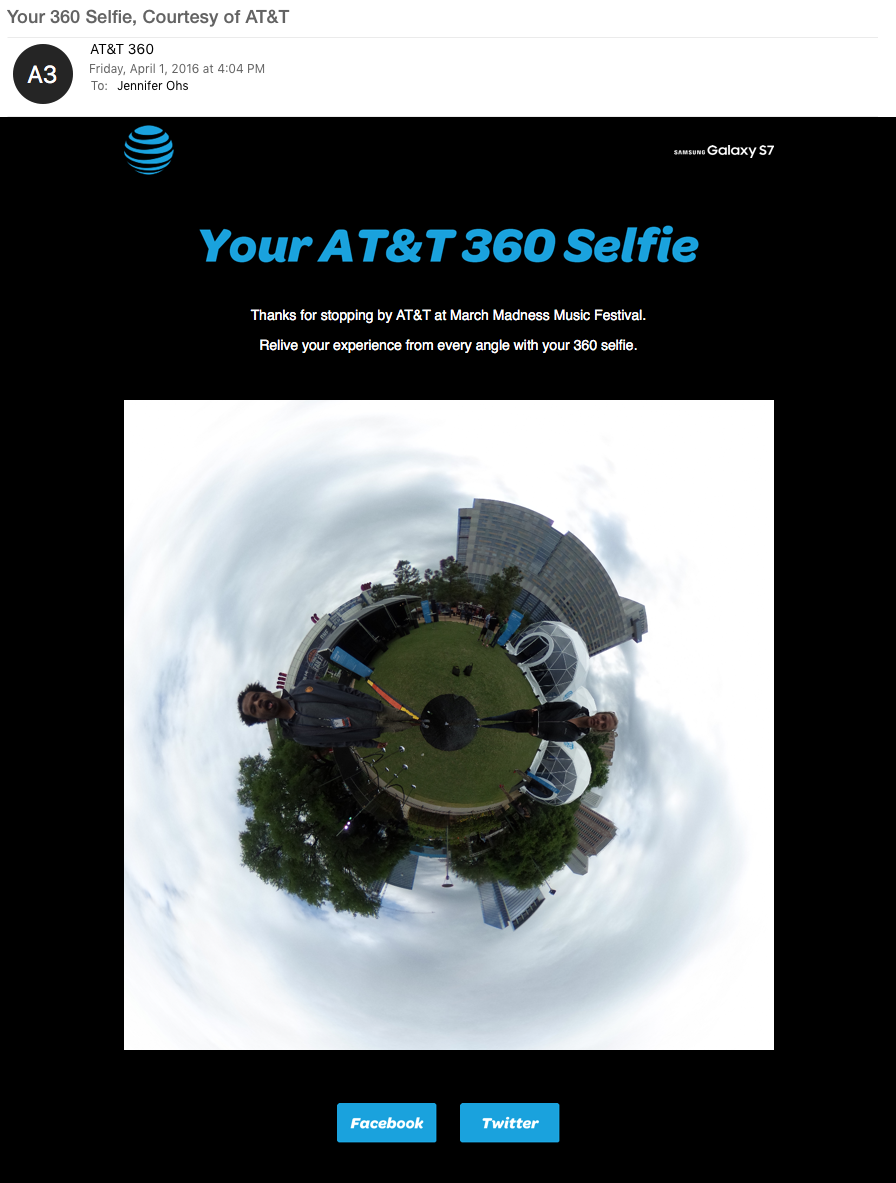 Your 360 Selfie, Courtesy of AT&T
A3
AT&T 360
Friday, April 1, 2016 at 4:04 PM
To: Jennifer Ohs
SAMSUNG Galaxy S7
Your AT&T 360 Selfie
Thanks for stopping by AT&T at March Madness Music Festival.
Relive your experience from every angle with your 360 selfie.
Facebook
Twitter